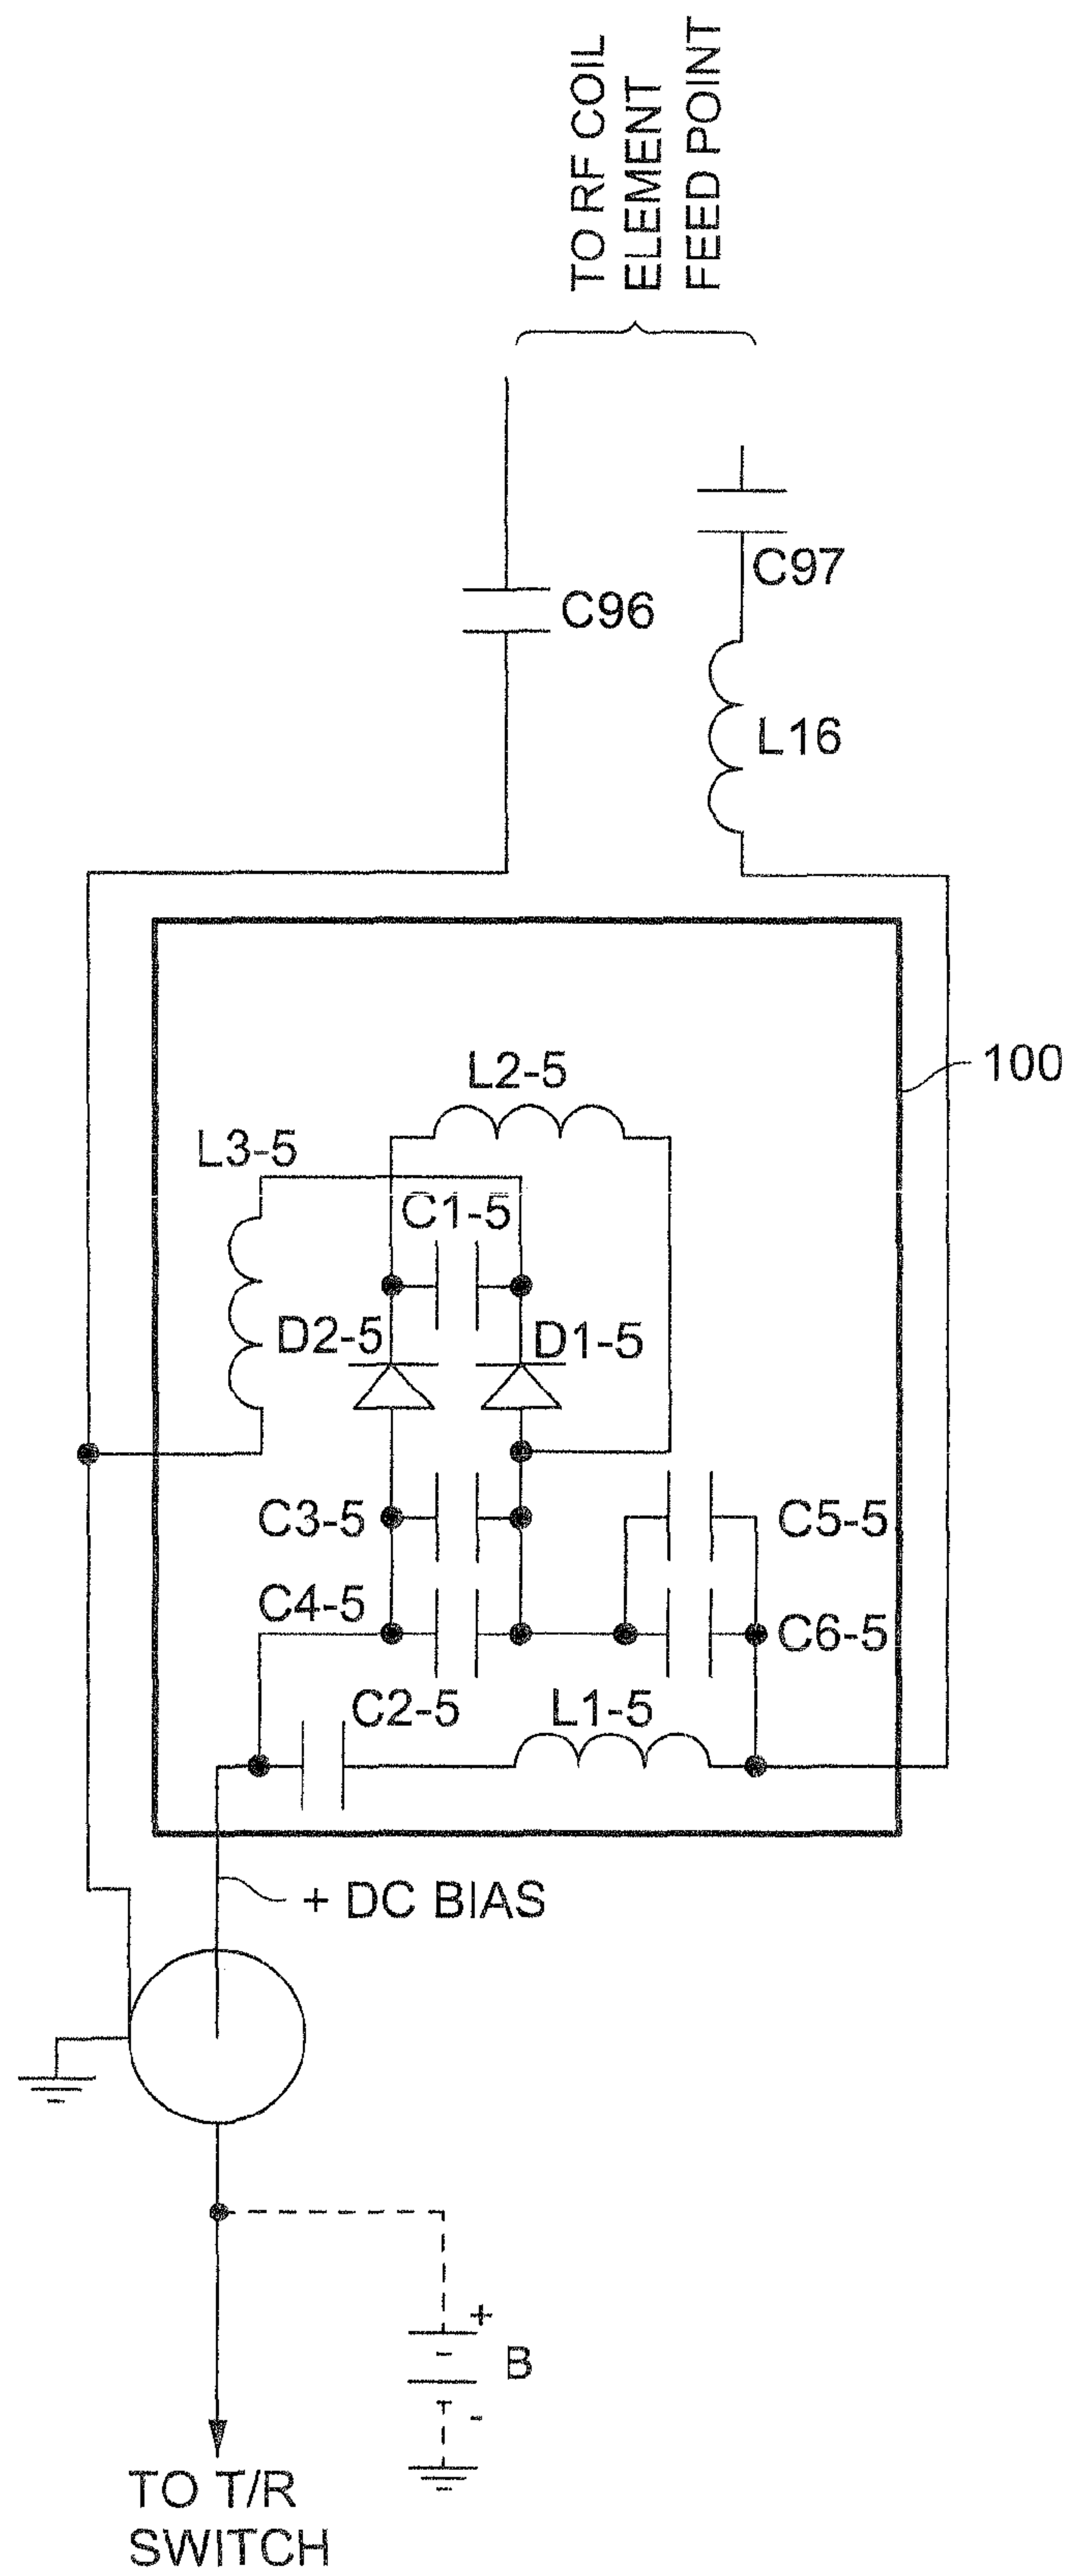 TO RF COIL
ELEMENT
FEED POINT
C97
C96
L16
100
L2-5
L3-5
C1-5
D2-5
D1-5
C3-5
C5-5
C4-5
C6-5
C2-5
L1-5
+ DC BIAS
+
B
-
TO T/R
SWITCH